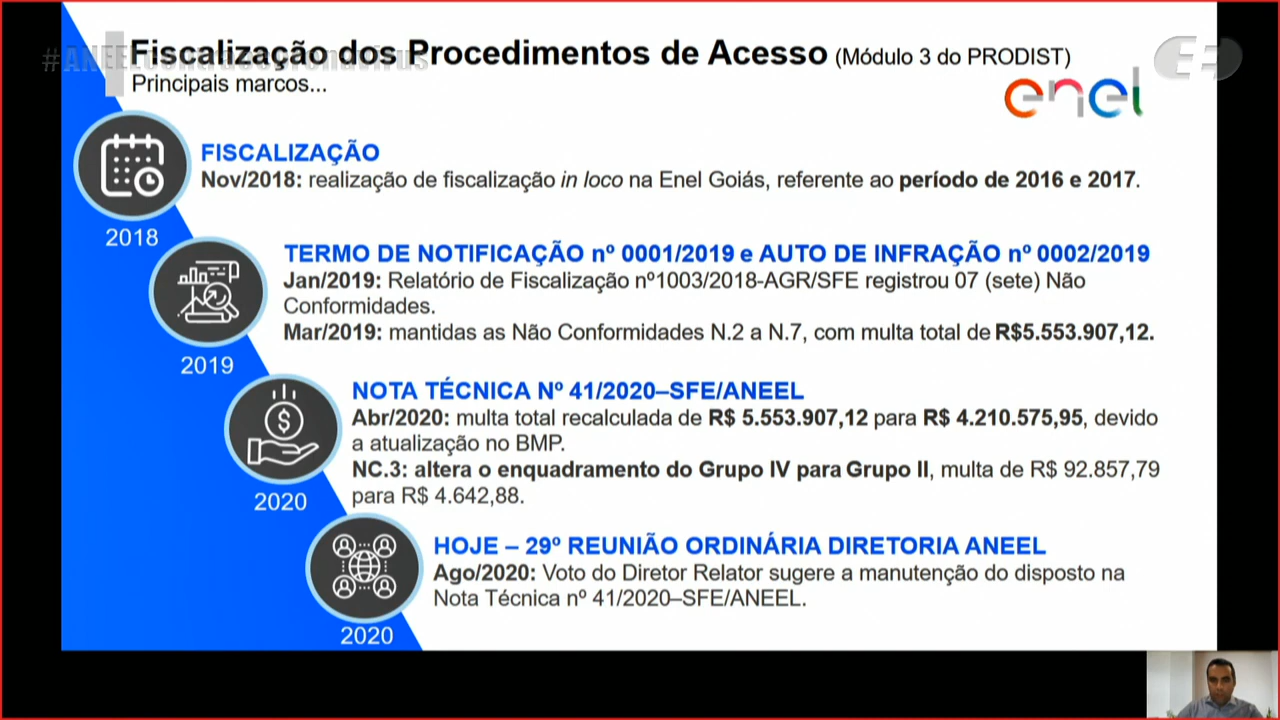 #ANEELcontraocoronavírus
Fiscalização dos Procedimentos de Acesso (Módulo 3 do PRODIST)
Principais marcos...
enel
FISCALIZAÇÃO
Nov/2018: realização de fiscalização in loco na Enel Goiás, referente ao período de 2016 e 2017.
2018
TERMO DE NOTIFICAÇÃO nº 0001/2019 e AUTO DE INFRAÇÃO nº 0002/2019
Jan/2019: Relatório de Fiscalização nº1003/2018-AGR/SFE registrou 07 (sete) Não
Conformidades.
Mar/2019: mantidas as Não Conformidades N.2 a N.7, com multa total de R$5.553.907,12.
2019
NOTA TÉCNICA Nº 41/2020–SFE/ANEEL
Abr/2020: multa total recalculada de R$ 5.553.907,12 para R$ 4.210.575,95, devido
a atualização no BMP.
NC.3: altera o enquadramento do Grupo IV para Grupo II, multa de R$ 92.857,79
para R$ 4.642,88.
2020
HOJE – 29º REUNIÃO ORDINÁRIA DIRETORIA ANEEL
Ago/2020: Voto do Diretor Relator sugere a manutenção do disposto na
Nota Técnica nº 41/2020–SFE/ANEEL.
2020